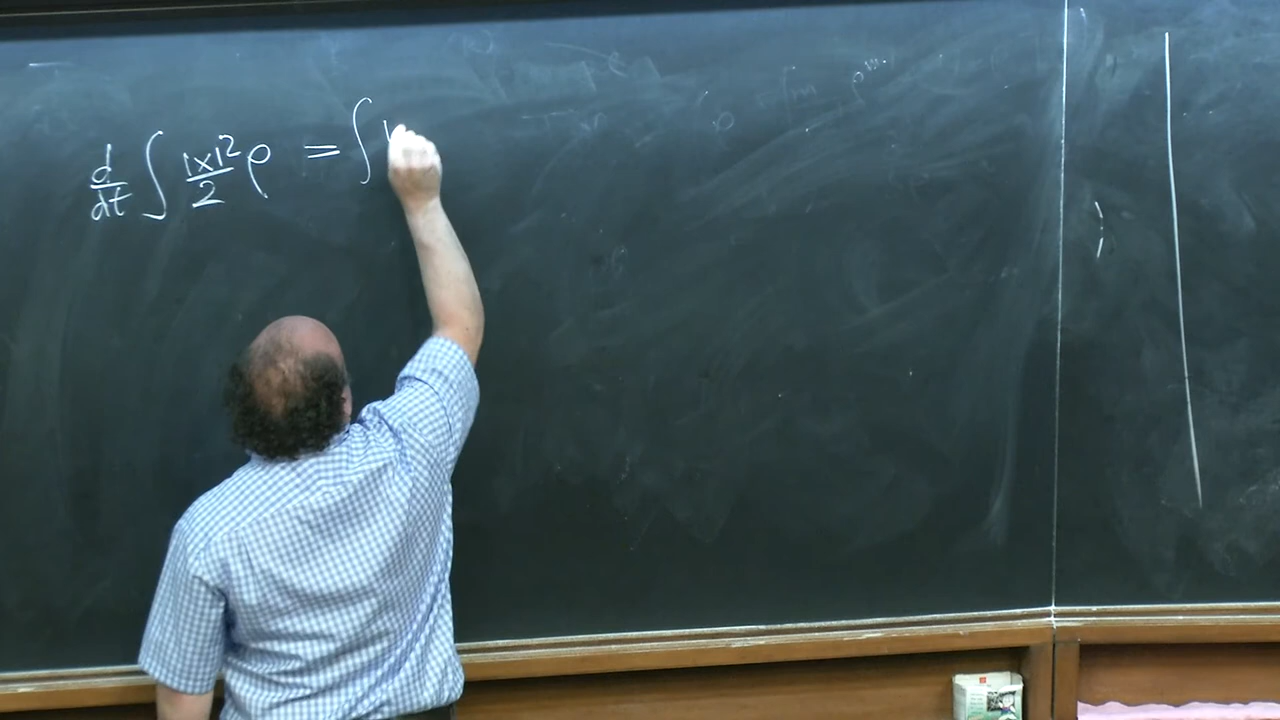 d/dt ∫ |x|²/2 ρ = ∫